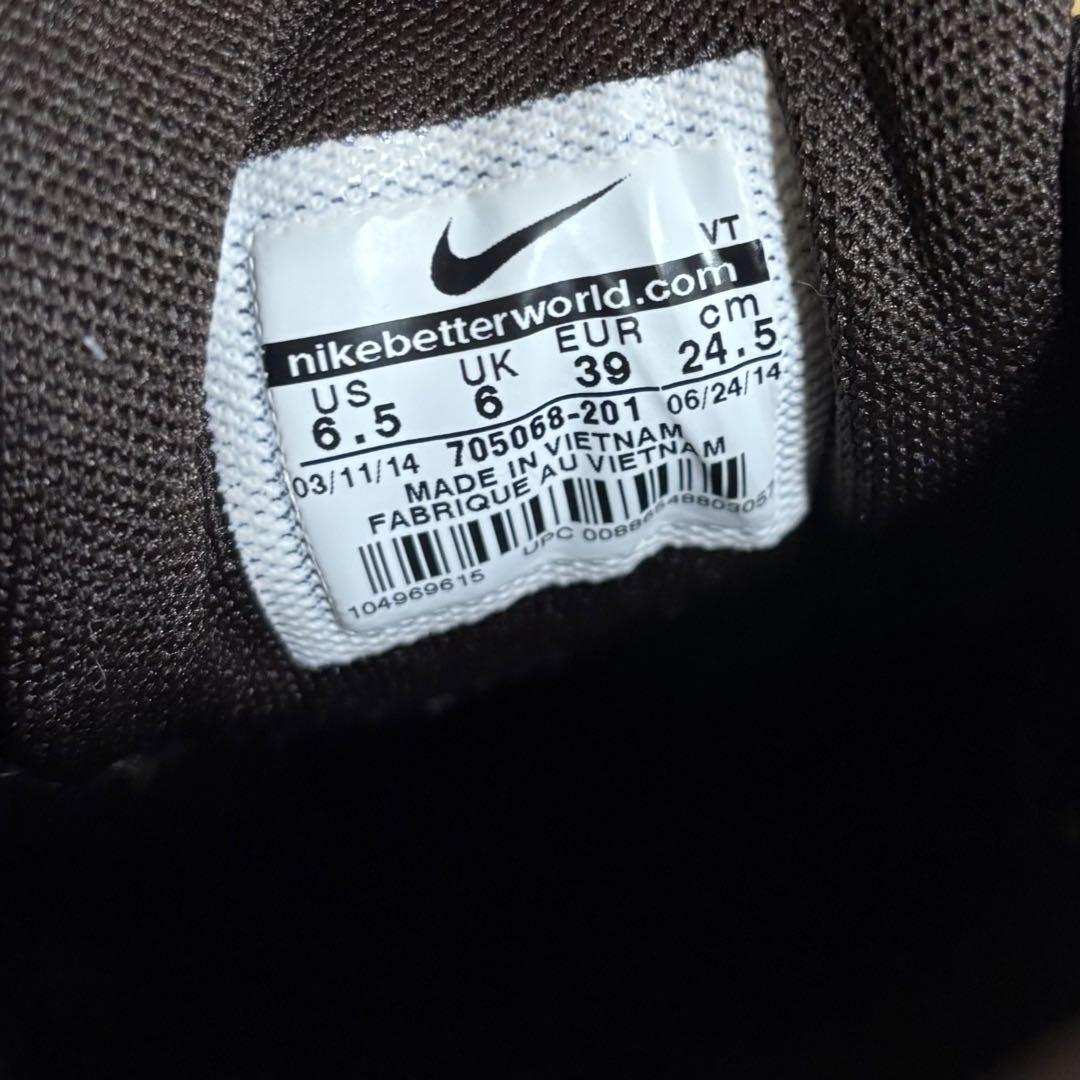 VT
nikebetterworld.com
US UK EUR cm
6.5 6 39 24.5
03/11/14 705068-201 06/24/14
MADE IN VIETNAM
FABRIQUE AU VIETNAM
104969615 UPC